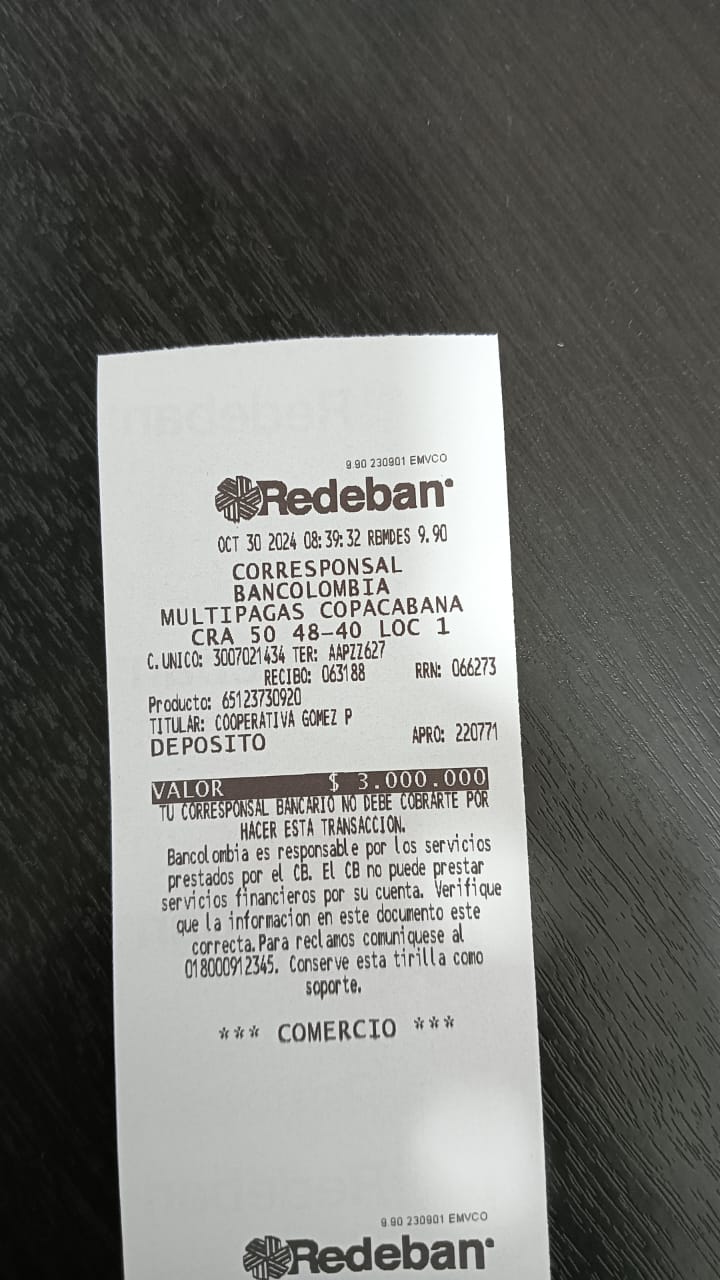 9.90 230901 EMVCO
Redeban
OCT 30 2024 08:39:32 RBMDES 9.90
CORRESPONSAL
BANCOLOMBIA
MULTIPAGAS COPACABANA
CRA 50 48-40 LOC 1
C.UNICO: 3007021434 TER: AAPZZ627
RECIBO: 063188 RRN: 066273
Producto: 65123730920
TITULAR: COOPERATIVA GOMEZ P
DEPOSITO APRO: 220771
VALOR $ 3.000.000
TU CORRESPONSAL BANCARIO NO DEBE COBRARTE POR
HACER ESTA TRANSACCION.
Bancolombia es responsable por los servicios
prestados por el CB. El CB no puede prestar
servicios financieros por su cuenta. Verifique
que la informacion en este documento este
correcta.Para reclamos comuniquese al
018000912345. Conserve esta tirilla como
soporte.
*** COMERCIO ***
9.90 230901 EMVCO
Redeban